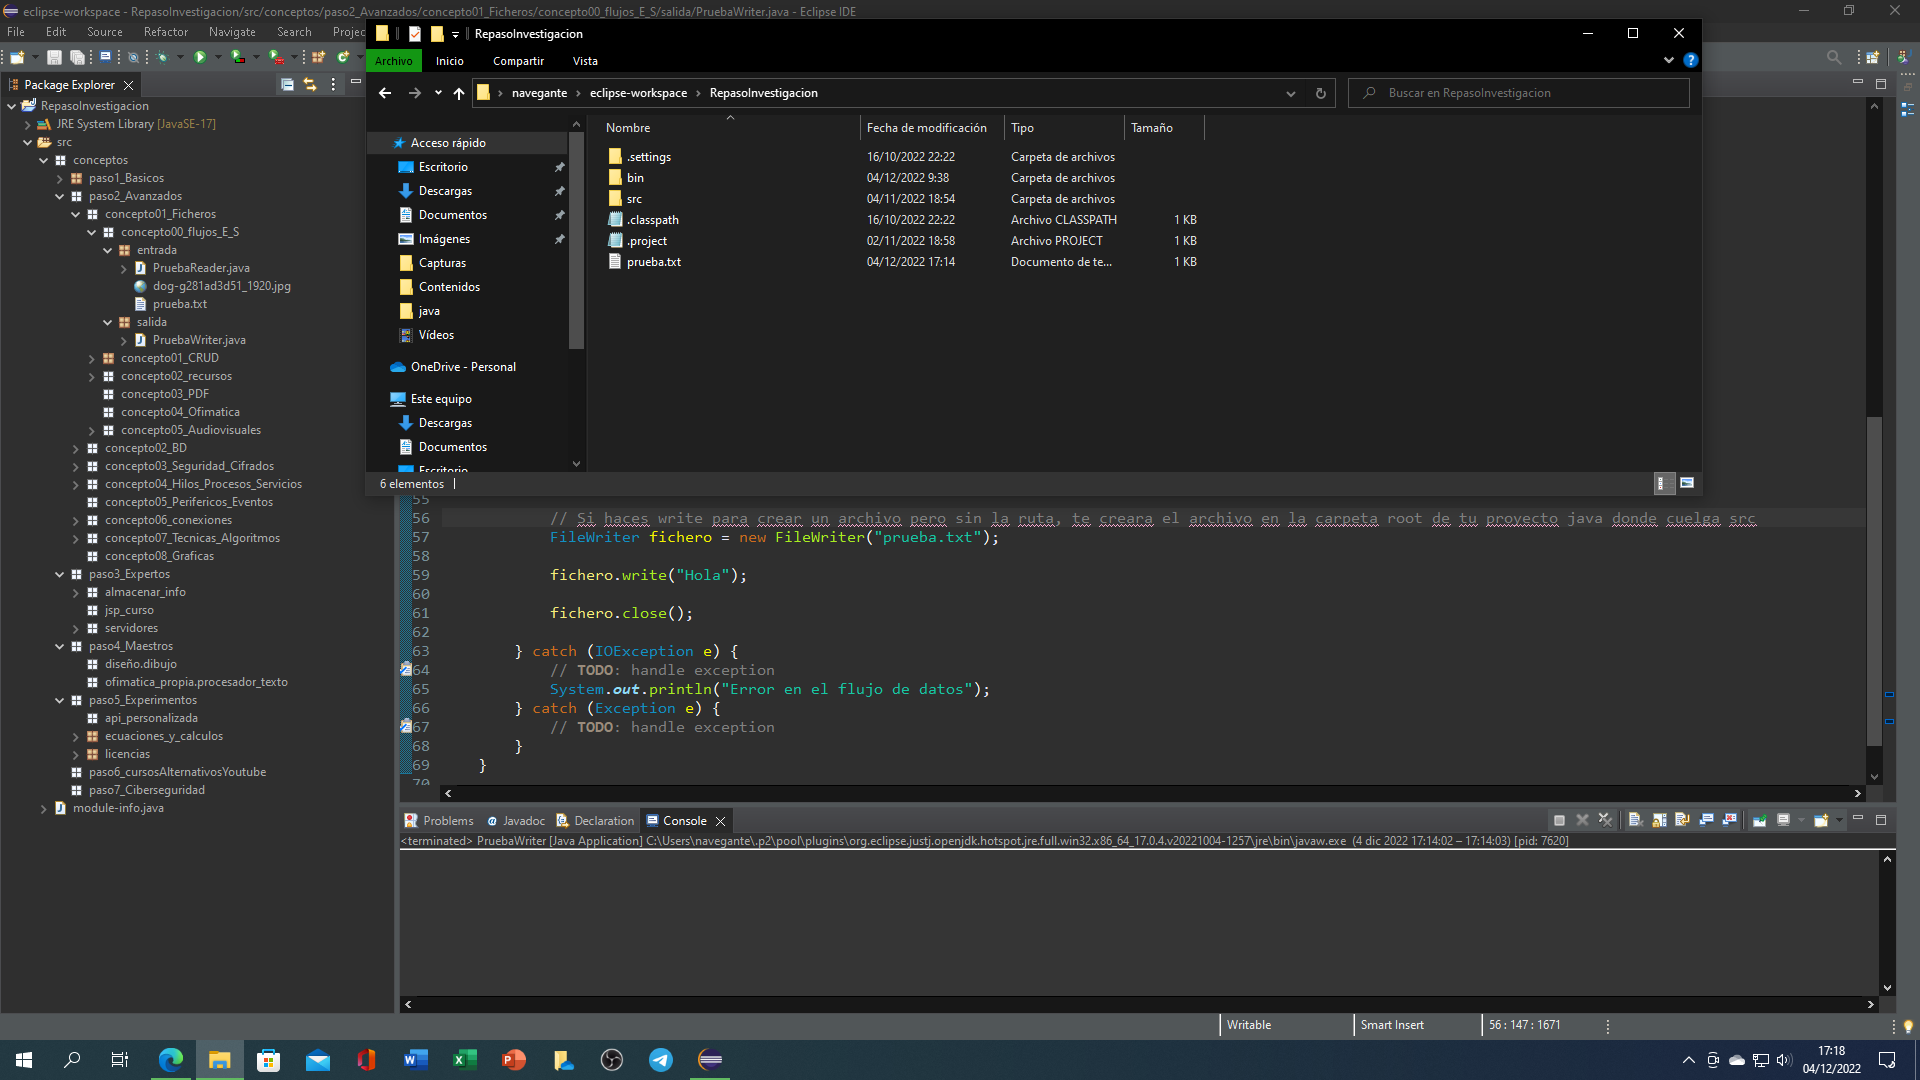 eclipse-workspace - RepasoInvestigacion/src/conceptos/paso2_Avanzados/concepto01_Ficheros/concepto00_flujos_E_S/salida/PruebaWriter.java - Eclipse IDE
File Edit Source Refactor Navigate Search Projec
RepasoInvestigacion
Archivo Inicio Compartir Vista
navegante > eclipse-workspace > RepasoInvestigacion
Buscar en RepasoInvestigacion
Package Explorer
RepasoInvestigacion
JRE System Library [JavaSE-17]
src
conceptos
paso1_Basicos
paso2_Avanzados
concepto01_Ficheros
concepto00_flujos_E_S
entrada
PruebaReader.java
dog-g281ad3d51_1920.jpg
prueba.txt
salida
PruebaWriter.java
concepto01_CRUD
concepto02_recursos
concepto03_PDF
concepto04_Ofimatica
concepto05_Audiovisuales
concepto02_BD
concepto03_Seguridad_Cifrados
concepto04_Hilos_Procesos_Servicios
concepto05_Perifericos_Eventos
concepto06_conexiones
concepto07_Tecnicas_Algoritmos
concepto08_Graficas
paso3_Expertos
almacenar_info
jsp_curso
servidores
paso4_Maestros
diseño.dibujo
ofimatica_propia.procesador_texto
paso5_Experimentos
api_personalizada
ecuaciones_y_calculos
licencias
paso6_cursosAlternativosYoutube
paso7_Ciberseguridad
module-info.java
Acceso rápido
Escritorio
Descargas
Documentos
Imágenes
Capturas
Contenidos
java
Vídeos
OneDrive - Personal
Este equipo
Descargas
Documentos
Escritorio
Nombre Fecha de modificación Tipo Tamaño
.settings 16/10/2022 22:22 Carpeta de archivos
bin 04/12/2022 9:38 Carpeta de archivos
src 04/11/2022 18:54 Carpeta de archivos
.classpath 16/10/2022 22:22 Archivo CLASSPATH 1 KB
.project 02/11/2022 18:58 Archivo PROJECT 1 KB
prueba.txt 04/12/2022 17:14 Documento de te... 1 KB
6 elementos
55
56 // Si haces write para crear un archivo pero sin la ruta, te creara el archivo en la carpeta root de tu proyecto java donde cuelga src
57 FileWriter fichero = new FileWriter("prueba.txt");
58
59 fichero.write("Hola");
60
61 fichero.close();
62
63 } catch (IOException e) {
64 // TODO: handle exception
65 System.out.println("Error en el flujo de datos");
66 } catch (Exception e) {
67 // TODO: handle exception
68 }
69 }
70
Problems Javadoc Declaration Console
<terminated> PruebaWriter [Java Application] C:\Users\navegante\.p2\pool\plugins\org.eclipse.justj.openjdk.hotspot.jre.full.win32.x86_64_17.0.4.v20221004-1257\jre\bin\javaw.exe (4 dic 2022 17:14:02 – 17:14:03) [pid: 7620]
Writable Smart Insert 56 : 147 : 1671
17:18
04/12/2022